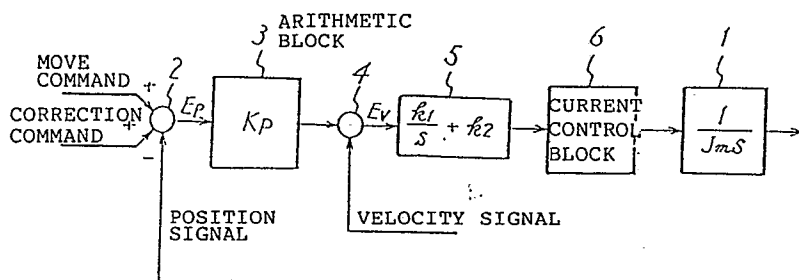 3 ARITHMETIC
BLOCK
5
6
1
MOVE
COMMAND
+
2
4
CORRECTION
COMMAND
+
-
Ep
Kp
Ev
k1/s + k2
CURRENT
CONTROL
BLOCK
1/JmS
POSITION
SIGNAL
VELOCITY SIGNAL